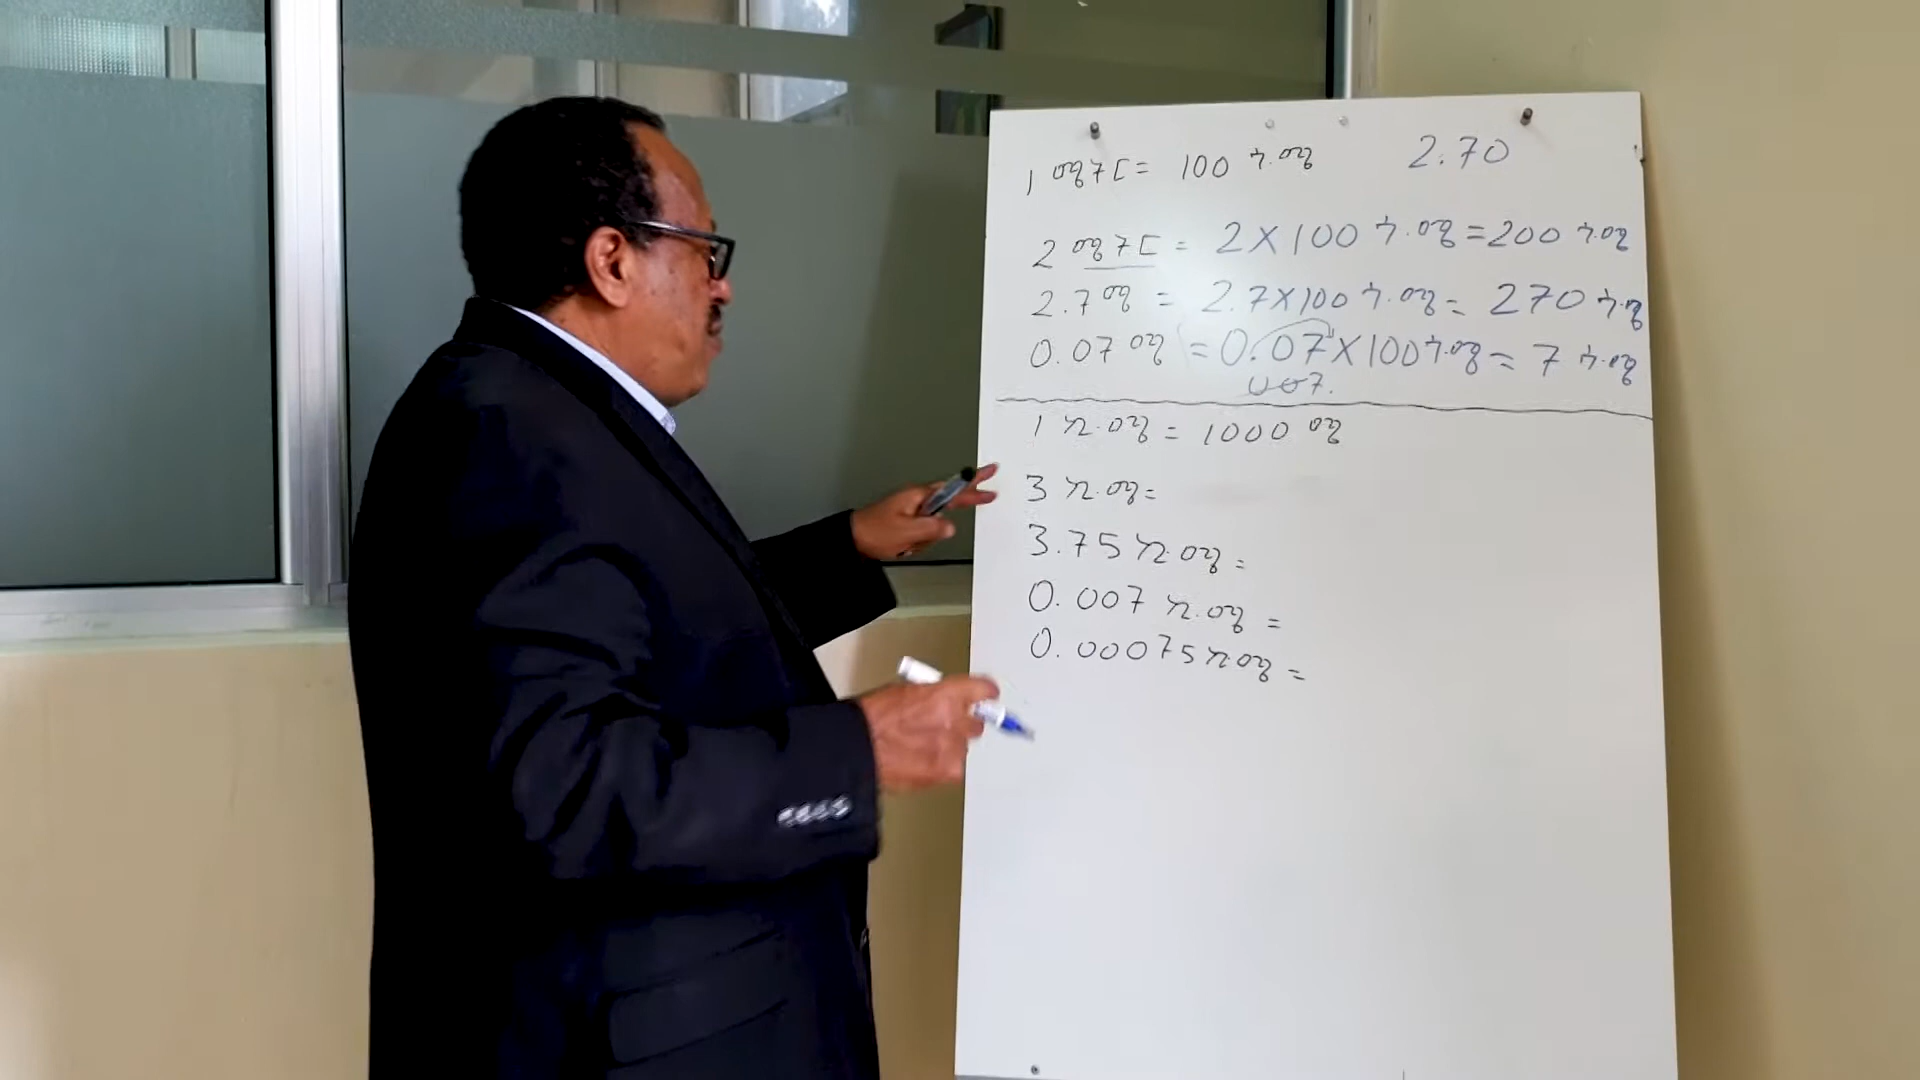 1 ሜትር = 100 ሳ.ሜ 2.70
2 ሜትር = 2 X 100 ሳ.ሜ = 200 ሳ.ሜ
2.7 ሜ = 2.7 X 100 ሳ.ሜ = 270 ሳ.ሜ
0.07 ሜ = 0.07 X 100 ሳ.ሜ = 7 ሳ.ሜ
007.
1 ኪ.ሜ = 1000 ሜ
3 ኪ.ሜ =
3.75 ኪ.ሜ =
0.007 ኪ.ሜ =
0.00075 ኪ.ሜ =